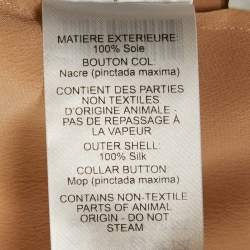 MATIERE EXTERIEURE:
100% Soie
BOUTON COL:
Nacre (pinctada maxima)
CONTIENT DES PARTIES
NON TEXTILES
D'ORIGINE ANIMALE -
PAS DE REPASSAGE À
LA VAPEUR
OUTER SHELL:
100% Silk
COLLAR BUTTON:
Mop (pinctada maxima)
CONTAINS NON-TEXTILE
PARTS OF ANIMAL
ORIGIN - DO NOT
STEAM